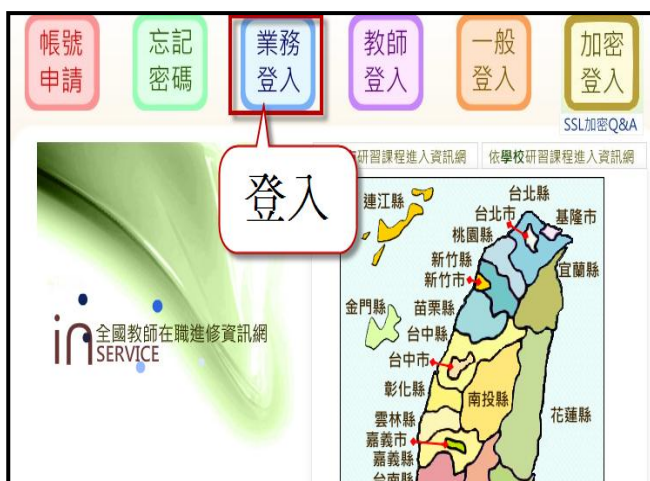 帳號
申請
忘記
密碼
業務
登入
教師
登入
一般
登入
加密
登入
SSL加密Q&A
登入
研習課程進入資訊網
依學校研習課程進入資訊網
連江縣
台北縣
台北市
基隆市
桃園縣
新竹縣
新竹市
宜蘭縣
金門縣
苗栗縣
台中縣
台中市
彰化縣
南投縣
花蓮縣
雲林縣
嘉義市
嘉義縣
台南縣
in 全國教師在職進修資訊網
SERVICE